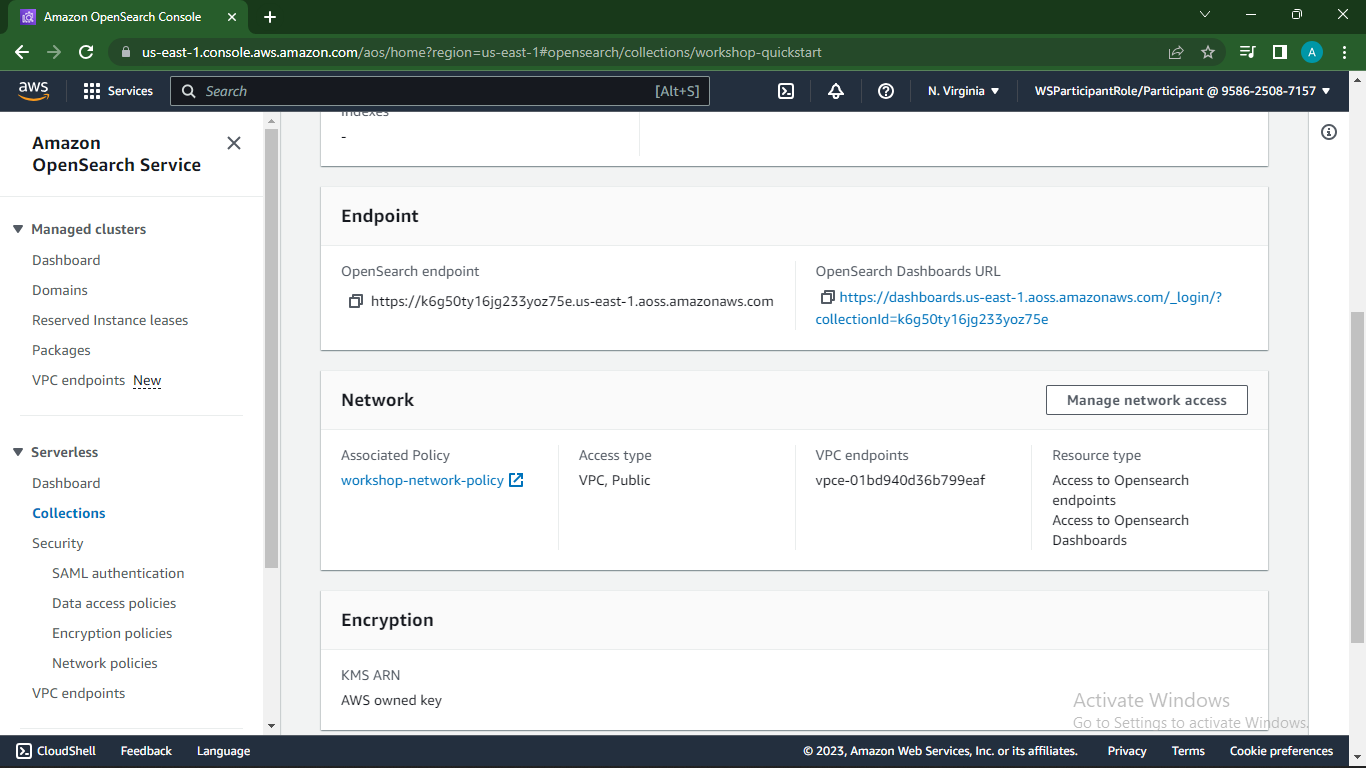 Amazon OpenSearch Console
us-east-1.console.aws.amazon.com/aos/home?region=us-east-1#opensearch/collections/workshop-quickstart
A
aws
Services
Search
[Alt+S]
N. Virginia
WSParticipantRole/Participant @ 9586-2508-7157
Amazon
OpenSearch Service
Managed clusters
Dashboard
Domains
Reserved Instance leases
Packages
VPC endpoints New
Serverless
Dashboard
Collections
Security
SAML authentication
Data access policies
Encryption policies
Network policies
VPC endpoints
Indexes
-
Endpoint
OpenSearch endpoint
https://k6g50ty16jg233yoz75e.us-east-1.aoss.amazonaws.com
OpenSearch Dashboards URL
https://dashboards.us-east-1.aoss.amazonaws.com/_login/?
collectionId=k6g50ty16jg233yoz75e
Network
Manage network access
Associated Policy
workshop-network-policy
Access type
VPC, Public
VPC endpoints
vpce-01bd940d36b799eaf
Resource type
Access to Opensearch
endpoints
Access to Opensearch
Dashboards
Encryption
KMS ARN
AWS owned key
Activate Windows
Go to Settings to activate Windows.
CloudShell
Feedback
Language
© 2023, Amazon Web Services, Inc. or its affiliates.
Privacy
Terms
Cookie preferences